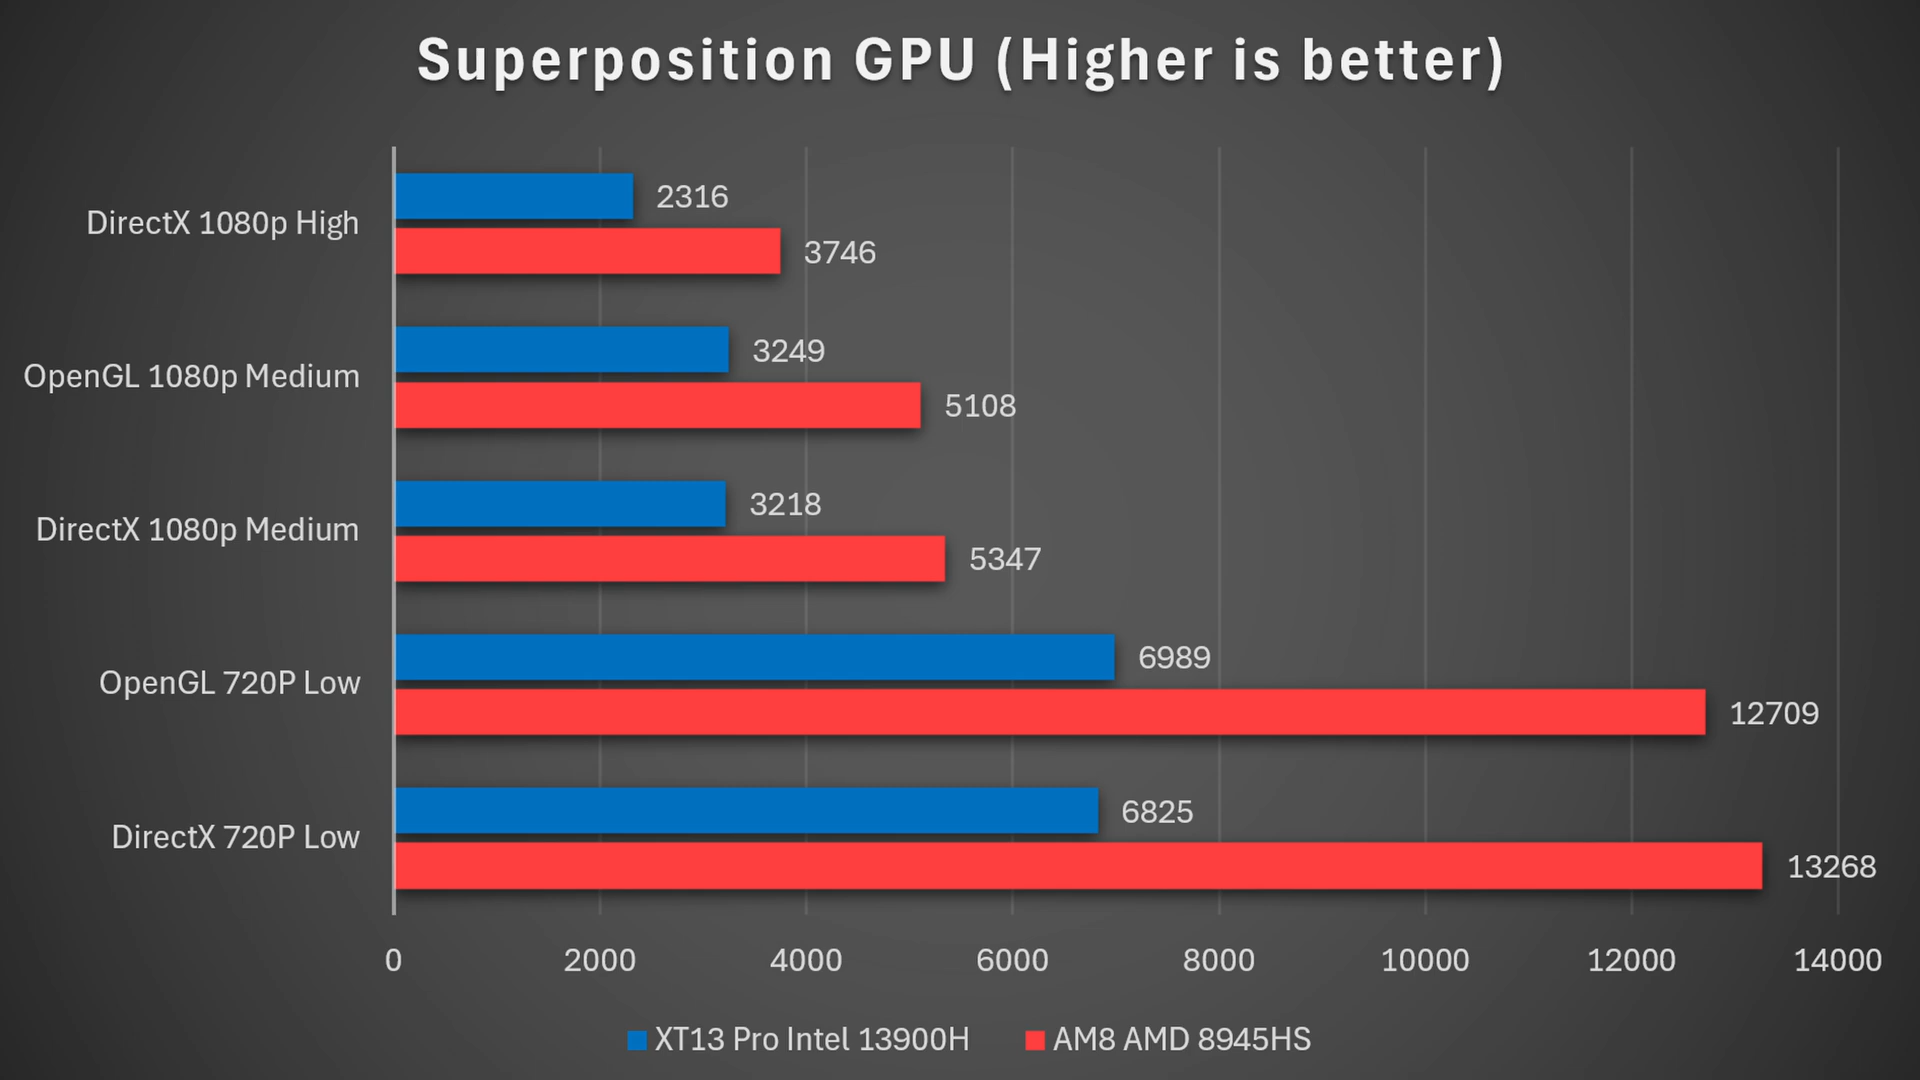 Superposition GPU (Higher is better)
DirectX 1080p High
2316
3746
OpenGL 1080p Medium
3249
5108
DirectX 1080p Medium
3218
5347
OpenGL 720P Low
6989
12709
DirectX 720P Low
6825
13268
0 2000 4000 6000 8000 10000 12000 14000
XT13 Pro Intel 13900H AM8 AMD 8945HS